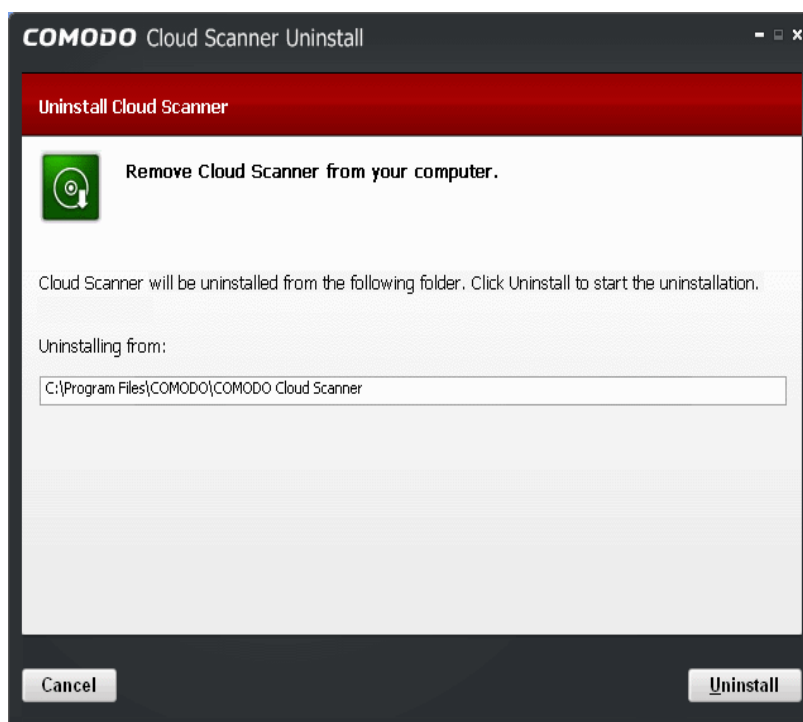 COMODO Cloud Scanner Uninstall
Uninstall Cloud Scanner
Remove Cloud Scanner from your computer.
Cloud Scanner will be uninstalled from the following folder. Click Uninstall to start the uninstallation.
Uninstalling from:
C:\Program Files\COMODO\COMODO Cloud Scanner
Cancel
Uninstall